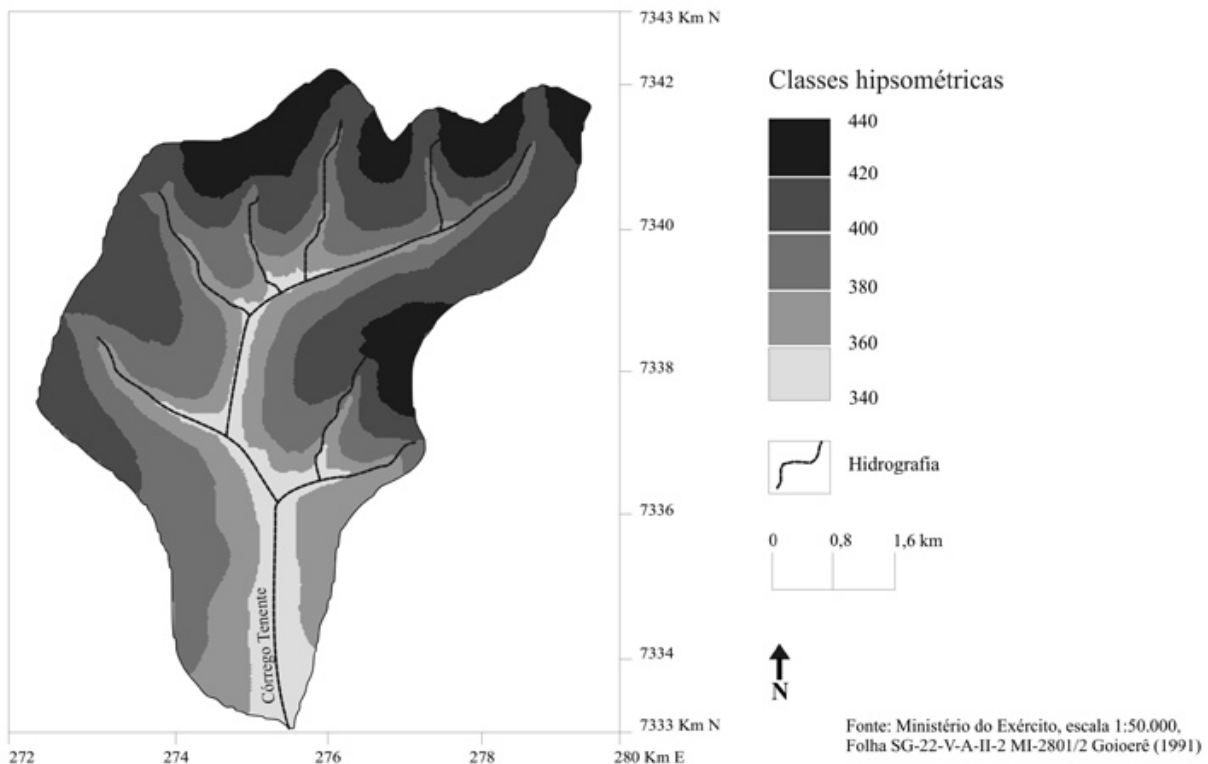 7343 Km N
7342
7340
7338
7336
7334
7333 Km N
272
274
276
278
280 Km E
Córrego Tenente
Classes hipsométricas
440
420
400
380
360
340
Hidrografia
0
0,8
1,6 km
N
Fonte: Ministério do Exército, escala 1:50.000,
Folha SG-22-V-A-II-2 MI-2801/2 Goioerê (1991)